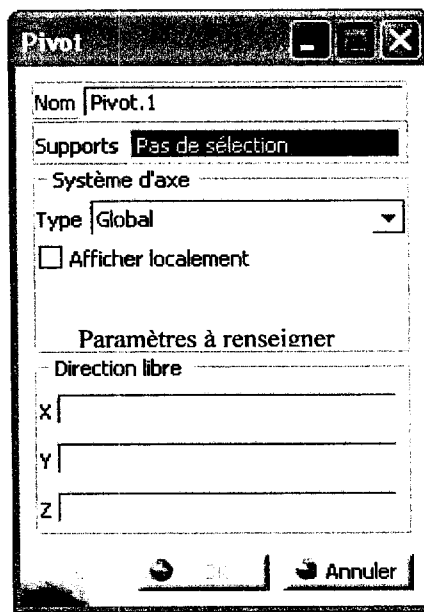 Pivot
Nom Pivot.1
Supports Pas de sélection
Système d'axe
Type Global
Afficher localement
Paramètres à renseigner
Direction libre
X
Y
Z
OK Annuler